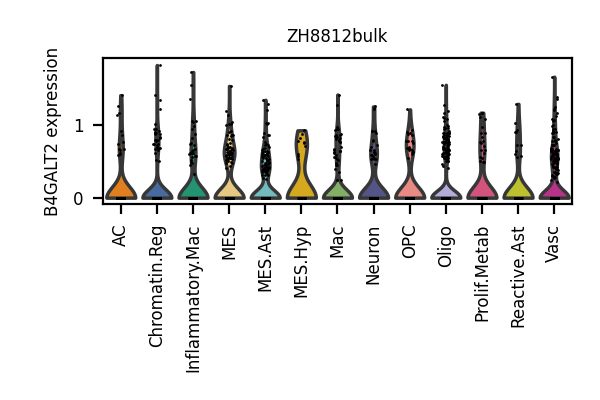 ZH8812bulk
B4GALT2 expression
1
0
AC
Chromatin.Reg
Inflammatory.Mac
MES
MES.Ast
MES.Hyp
Mac
Neuron
OPC
Oligo
Prolif.Metab
Reactive.Ast
Vasc